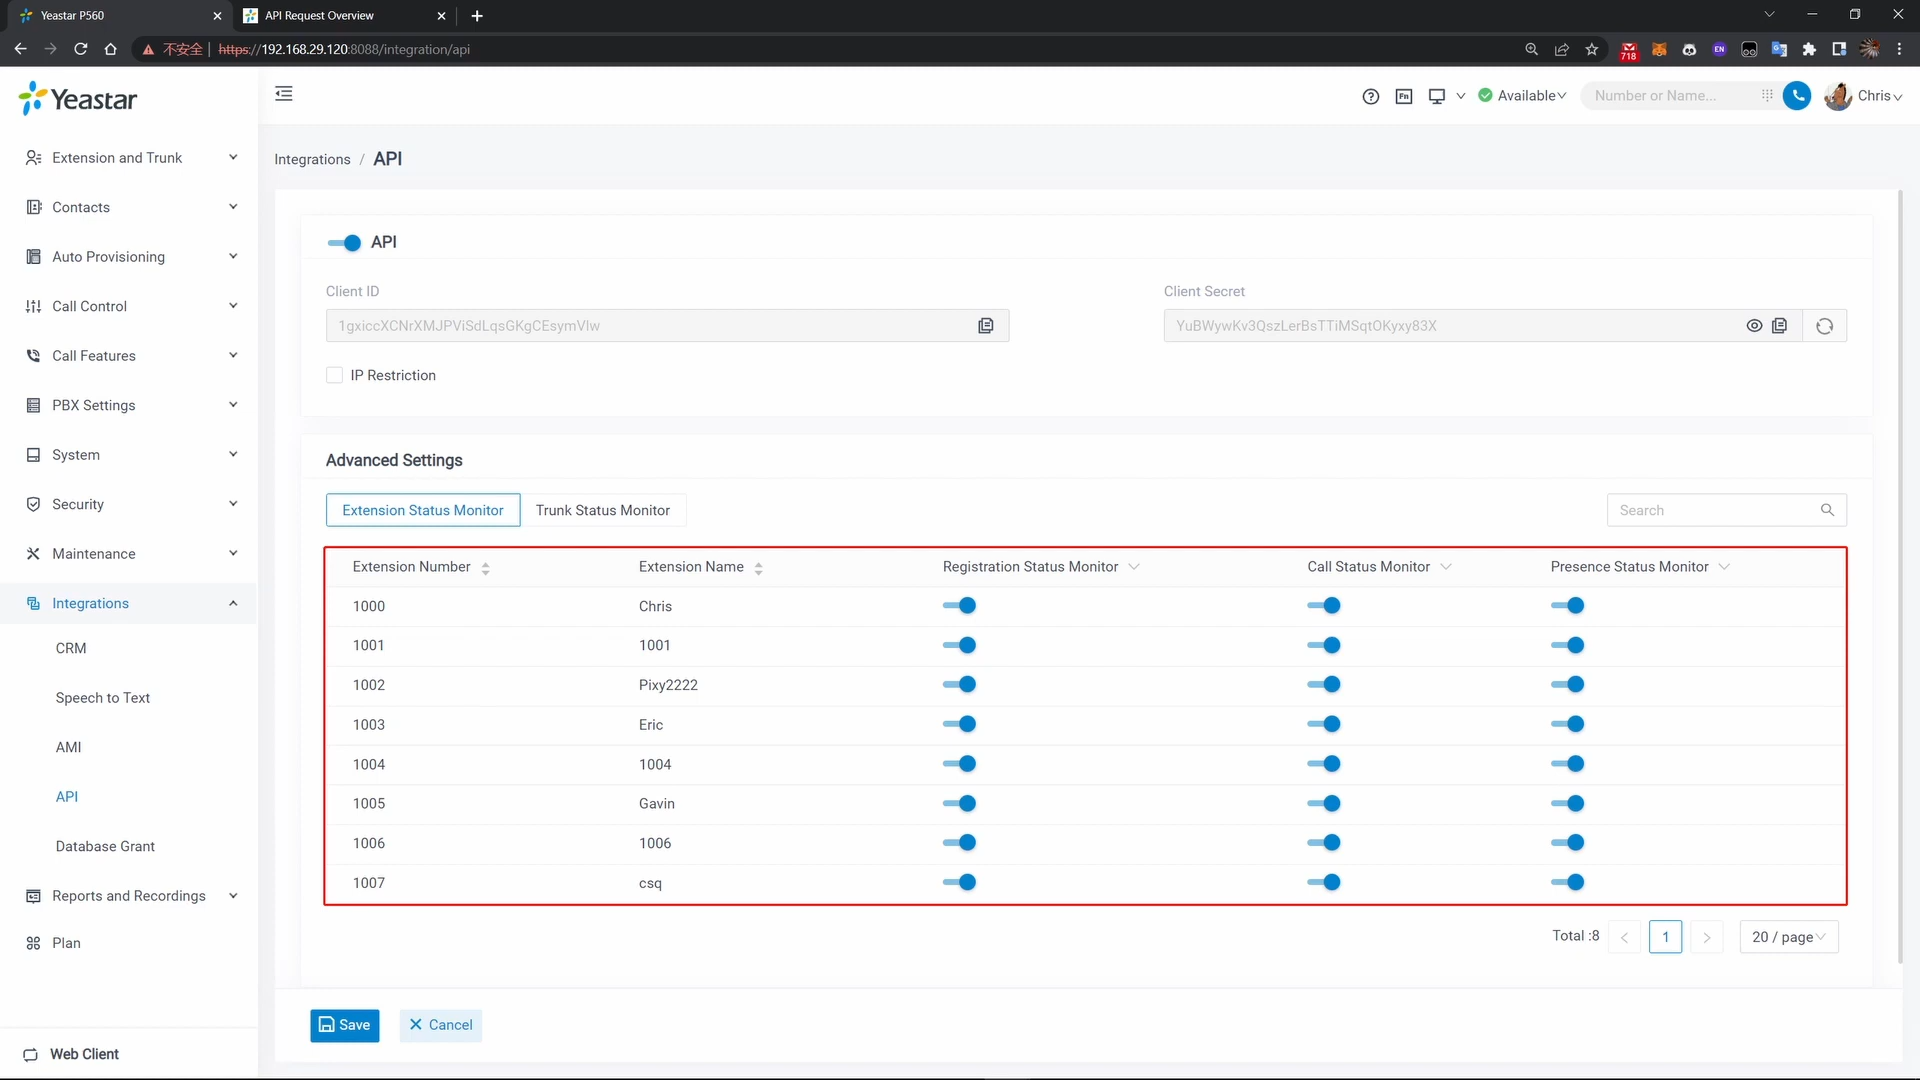 Yeastar P560
API Request Overview
不安全
https://192.168.29.120:8088/integration/api
718
EN
Yeastar
Fn
Available
Number or Name...
Chris
Extension and Trunk
Contacts
Auto Provisioning
Call Control
Call Features
PBX Settings
System
Security
Maintenance
Integrations
CRM
Speech to Text
AMI
API
Database Grant
Reports and Recordings
Plan
Web Client
Integrations / API
API
Client ID
Client Secret
1gxiccXCNrXMJPViSdLqsGKgCEsymVlw
YuBWywKv3QszLerBsTTiMSqtOKyxy83X
IP Restriction
Advanced Settings
Extension Status Monitor
Trunk Status Monitor
Search
Extension Number Extension Name Registration Status Monitor Call Status Monitor Presence Status Monitor
1000 Chris
1001 1001
1002 Pixy2222
1003 Eric
1004 1004
1005 Gavin
1006 1006
1007 csq
Total :8 < 1 > 20 / page
Save
Cancel